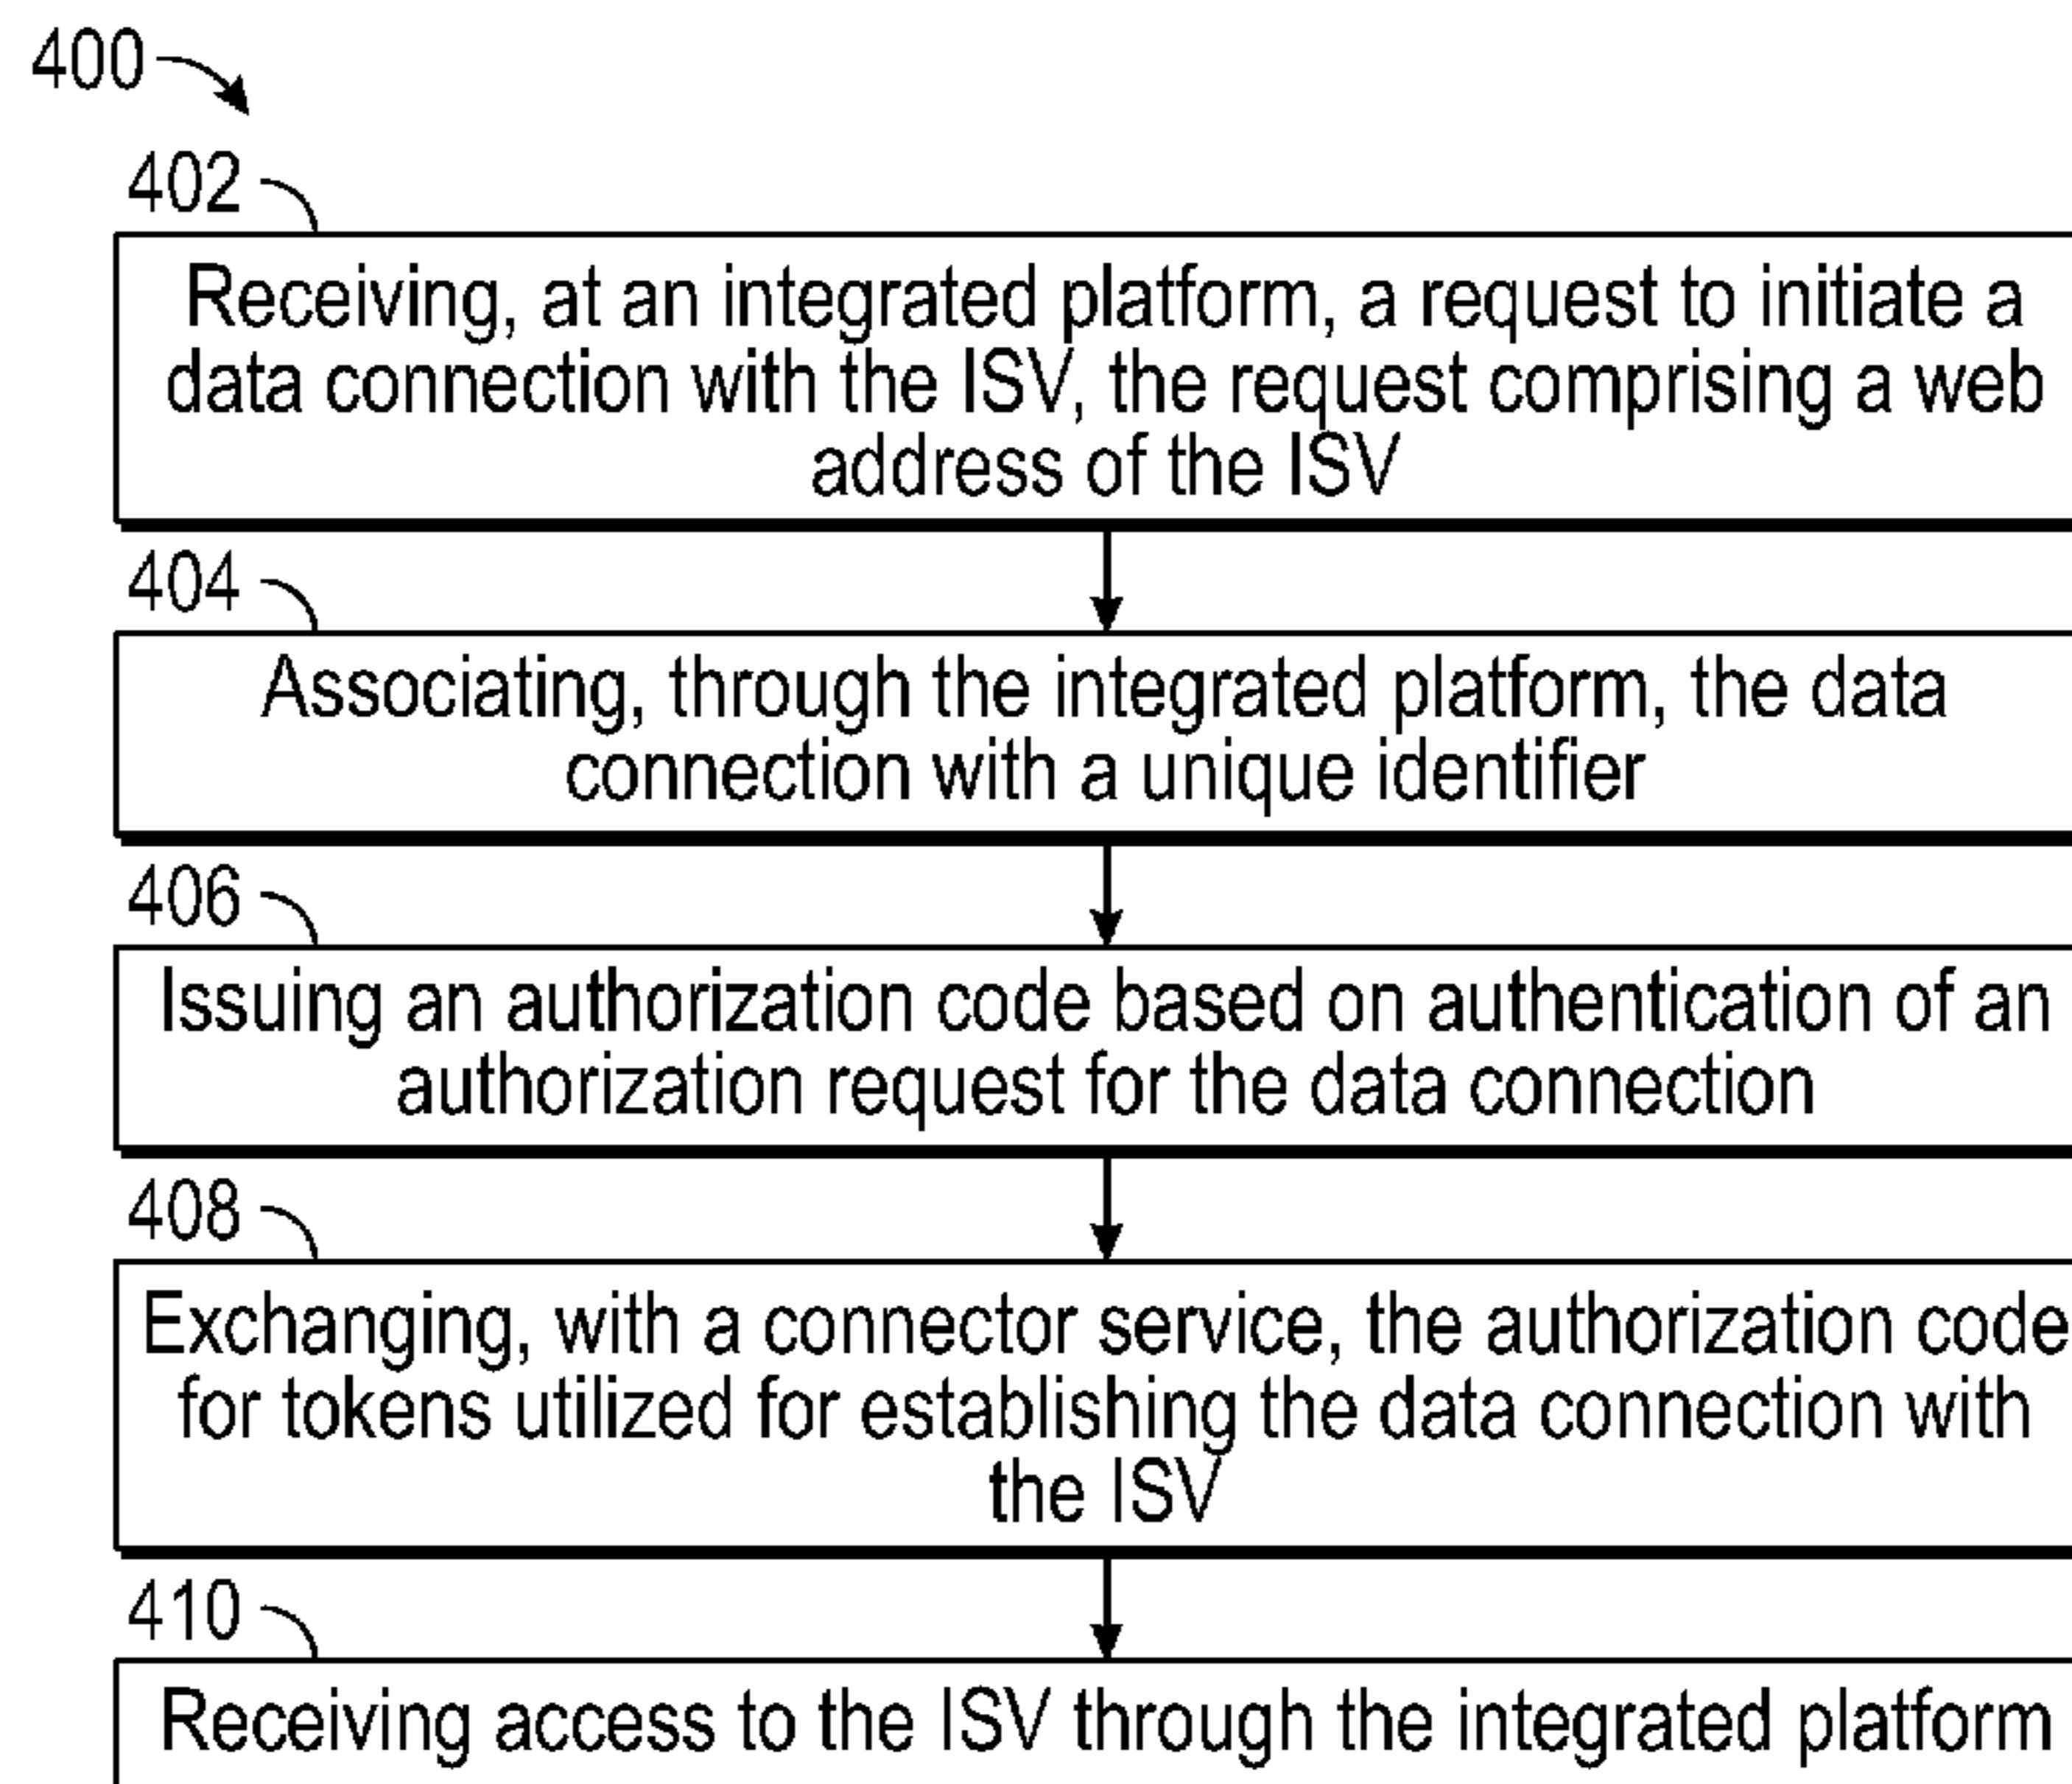 400
402
Receiving, at an integrated platform, a request to initiate a
data connection with the ISV, the request comprising a web
address of the ISV
404
Associating, through the integrated platform, the data
connection with a unique identifier
406
Issuing an authorization code based on authentication of an
authorization request for the data connection
408
Exchanging, with a connector service, the authorization code
for tokens utilized for establishing the data connection with
the ISV
410
Receiving access to the ISV through the integrated platform